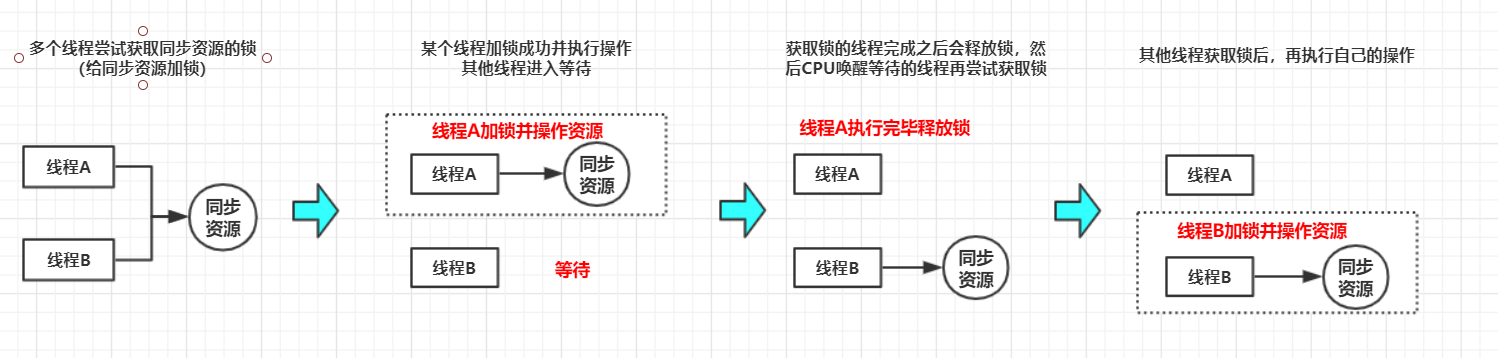 多个线程尝试获取同步资源的锁
(给同步资源加锁)
线程A
线程B
同步
资源
某个线程加锁成功并执行操作
其他线程进入等待
线程A加锁并操作资源
线程A
同步
资源
线程B
等待
获取锁的线程完成之后会释放锁，然
后CPU唤醒等待的线程再尝试获取锁
线程A执行完毕释放锁
线程A
线程B
同步
资源
其他线程获取锁后，再执行自己的操作
线程A
线程B加锁并操作资源
线程B
同步
资源